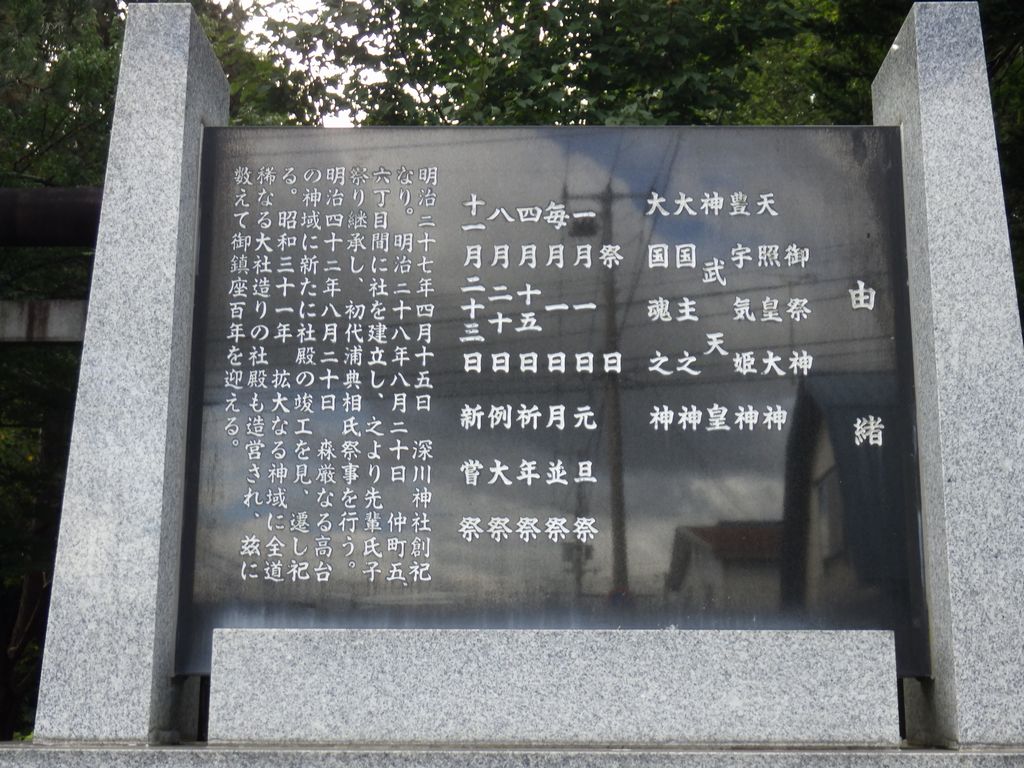 由緒
御祭神
天照皇大神
豊宇気姫神
神武天皇
大国主之神
大国魂之神
祭日
一月一日元旦祭
毎月一日月並祭
四月十五日祈年祭
八月二十日例大祭
十一月二十三日新嘗祭
明治二十七年四月十五日　深川神社創祀
なり。明治二十八年八月二十日　仲町五、
六丁目間に社を建立し、之より先輩氏子
祭り継承し、初代浦典相氏祭事を行う。
明治四十二年八月二十日　森厳なる高台
の神域に新たに社殿の竣工を見、遷し祀
る。昭和三十一年　拡大なる神域に全道
稀なる大社造りの社殿も造営され、茲に
数えて御鎮座百年を迎える。